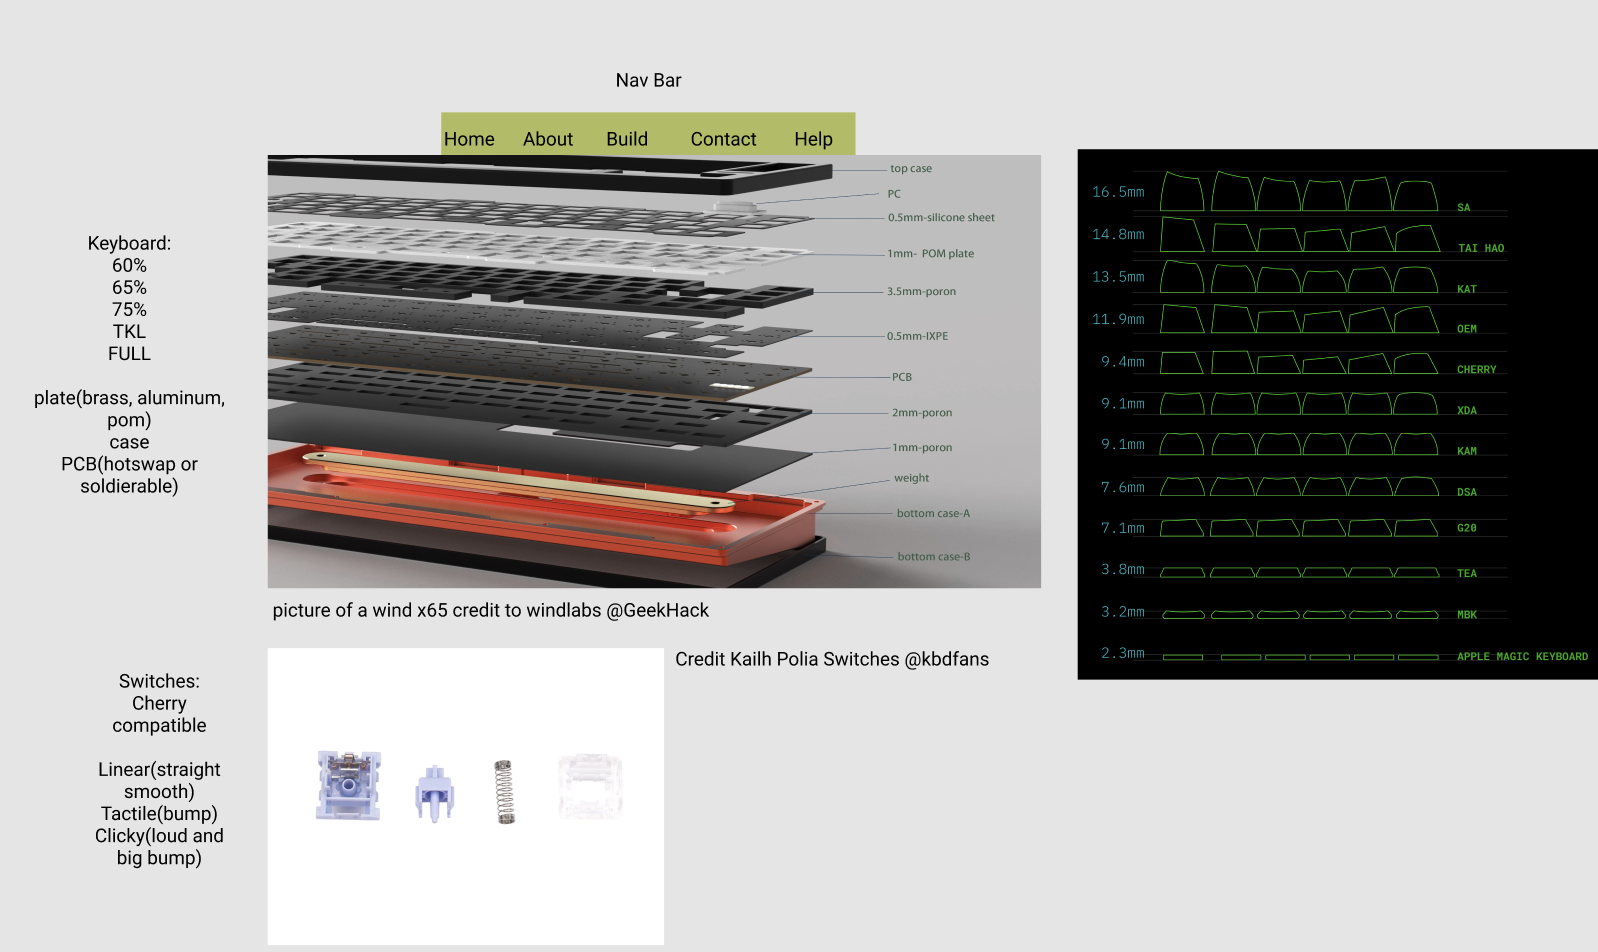 Nav Bar
Home About Build Contact Help
Keyboard:
60%
65%
75%
TKL
FULL
plate(brass, aluminum,
pom)
case
PCB(hotswap or
soldierable)
top case
PC
0.5mm-silicone sheet
1mm- POM plate
3.5mm-poron
0.5mm-IXPE
PCB
2mm-poron
1mm-poron
weight
bottom case-A
bottom case-B
picture of a wind x65 credit to windlabs @GeekHack
16.5mm SA
14.8mm TAI HAO
13.5mm KAT
11.9mm OEM
9.4mm CHERRY
9.1mm XDA
9.1mm KAM
7.6mm DSA
7.1mm G20
3.8mm TEA
3.2mm MBK
2.3mm APPLE MAGIC KEYBOARD
Switches:
Cherry
compatible
Linear(straight
smooth)
Tactile(bump)
Clicky(loud and
big bump)
Credit Kailh Polia Switches @kbdfans